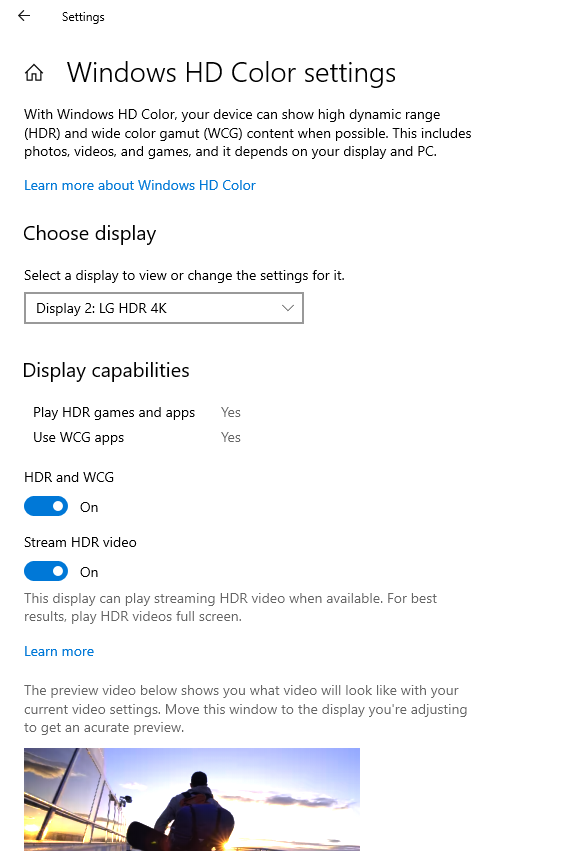 Settings
Windows HD Color settings
With Windows HD Color, your device can show high dynamic range
(HDR) and wide color gamut (WCG) content when possible. This includes
photos, videos, and games, and it depends on your display and PC.
Learn more about Windows HD Color
Choose display
Select a display to view or change the settings for it.
Display 2: LG HDR 4K
Display capabilities
Play HDR games and apps Yes
Use WCG apps Yes
HDR and WCG
On
Stream HDR video
On
This display can play streaming HDR video when available. For best
results, play HDR videos full screen.
Learn more
The preview video below shows you what video will look like with your
current video settings. Move this window to the display you're adjusting
to get an acurate preview.